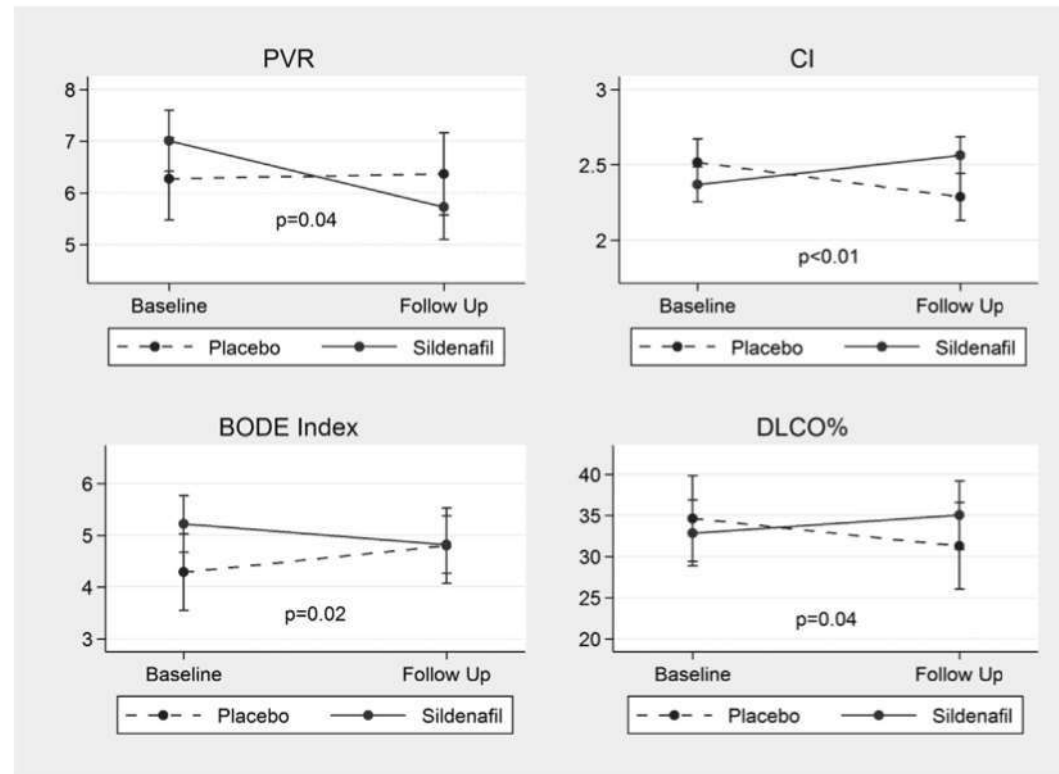 PVR
8
7
6
5
p=0.04
Baseline Follow Up
Placebo Sildenafil
CI
3
2.5
2
p<0.01
Baseline Follow Up
Placebo Sildenafil
BODE Index
6
5
4
3
p=0.02
Baseline Follow Up
Placebo Sildenafil
DLCO%
40
35
30
25
20
p=0.04
Baseline Follow Up
Placebo Sildenafil